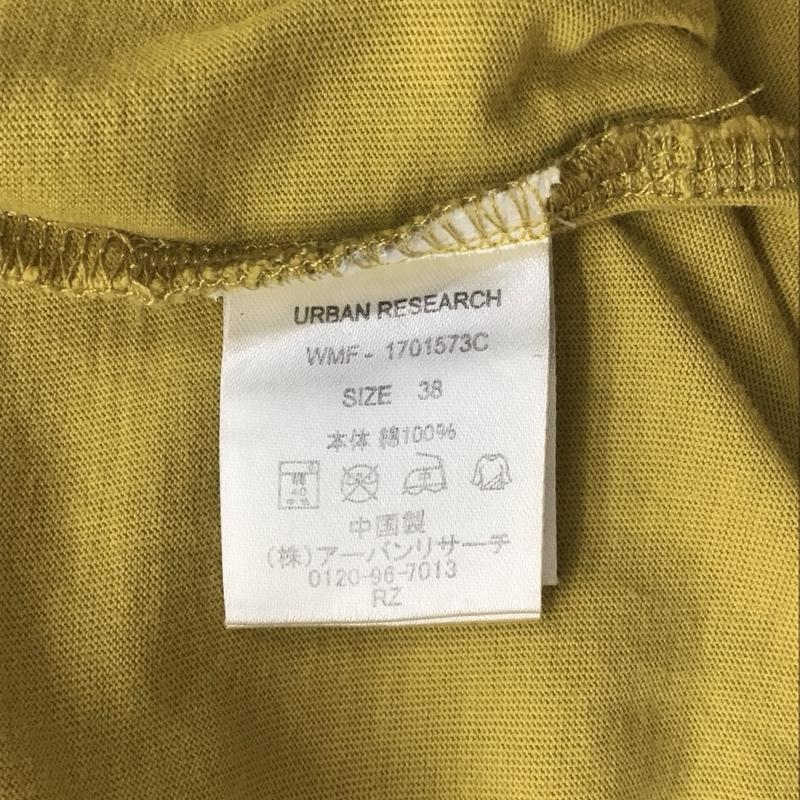 URBAN RESEARCH
WMF - 1701573C
SIZE 38
本体 綿100%
40
中国製
(株)アーバンリサーチ
0120-96-7013
RZ